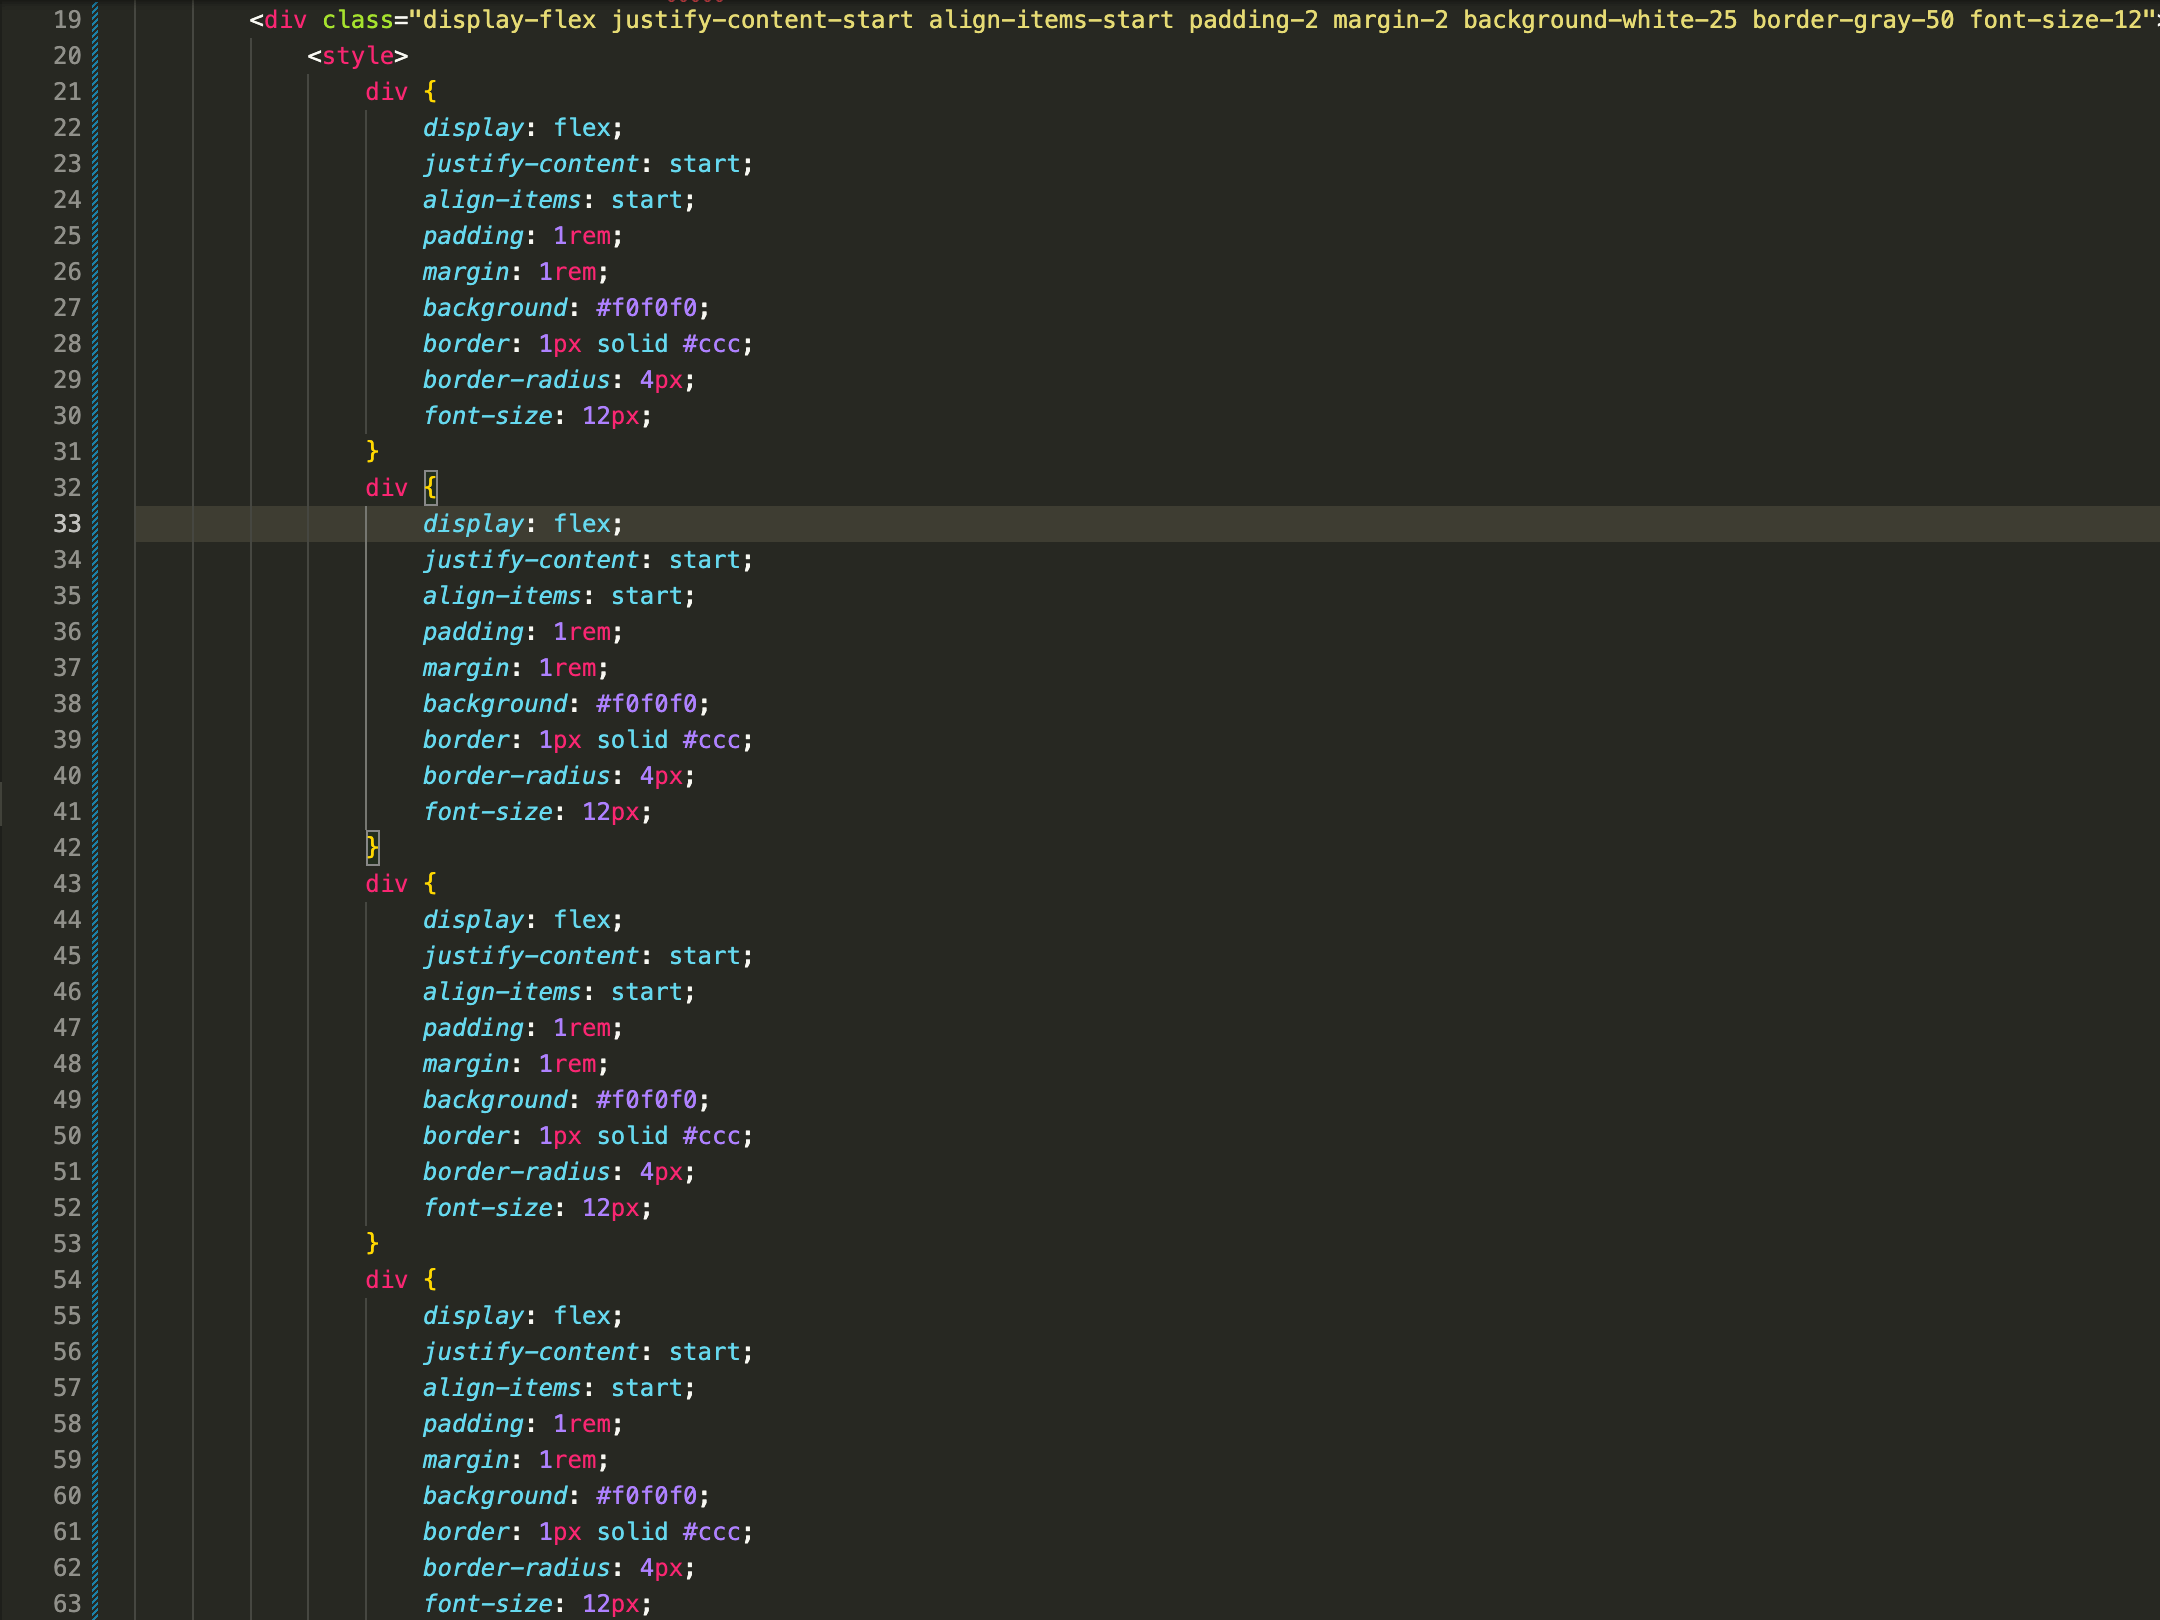 19 <div class="display-flex justify-content-start align-items-start padding-2 margin-2 background-white-25 border-gray-50 font-size-12">
20 <style>
21 div {
22 display: flex;
23 justify-content: start;
24 align-items: start;
25 padding: 1rem;
26 margin: 1rem;
27 background: #f0f0f0;
28 border: 1px solid #ccc;
29 border-radius: 4px;
30 font-size: 12px;
31 }
32 div {
33 display: flex;
34 justify-content: start;
35 align-items: start;
36 padding: 1rem;
37 margin: 1rem;
38 background: #f0f0f0;
39 border: 1px solid #ccc;
40 border-radius: 4px;
41 font-size: 12px;
42 }
43 div {
44 display: flex;
45 justify-content: start;
46 align-items: start;
47 padding: 1rem;
48 margin: 1rem;
49 background: #f0f0f0;
50 border: 1px solid #ccc;
51 border-radius: 4px;
52 font-size: 12px;
53 }
54 div {
55 display: flex;
56 justify-content: start;
57 align-items: start;
58 padding: 1rem;
59 margin: 1rem;
60 background: #f0f0f0;
61 border: 1px solid #ccc;
62 border-radius: 4px;
63 font-size: 12px;